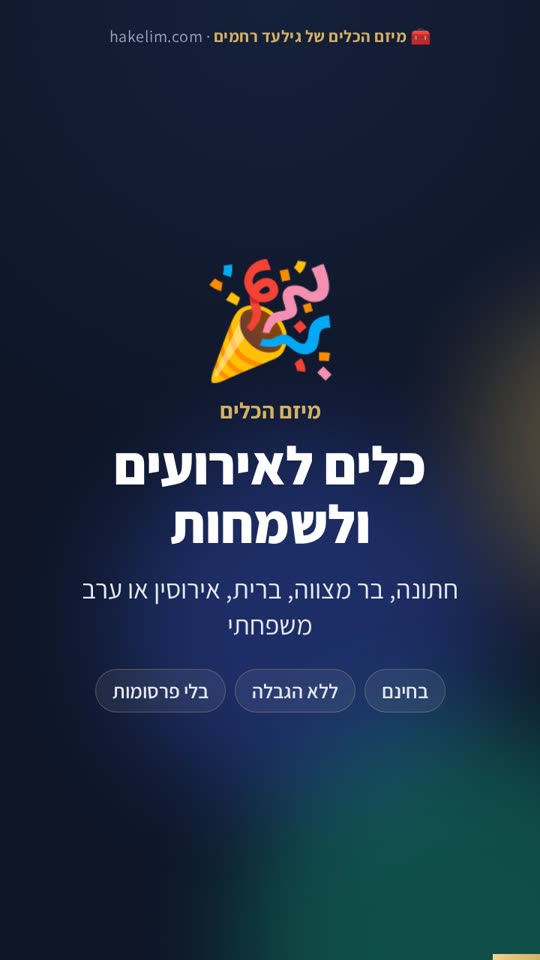 🧰 מיזם הכלים של גילעד רחמים · hakelim.com
מיזם הכלים
כלים לאירועים
ולשמחות
חתונה, בר מצווה, ברית, אירוסין או ערב
משפחתי
בחינם
ללא הגבלה
בלי פרסומות